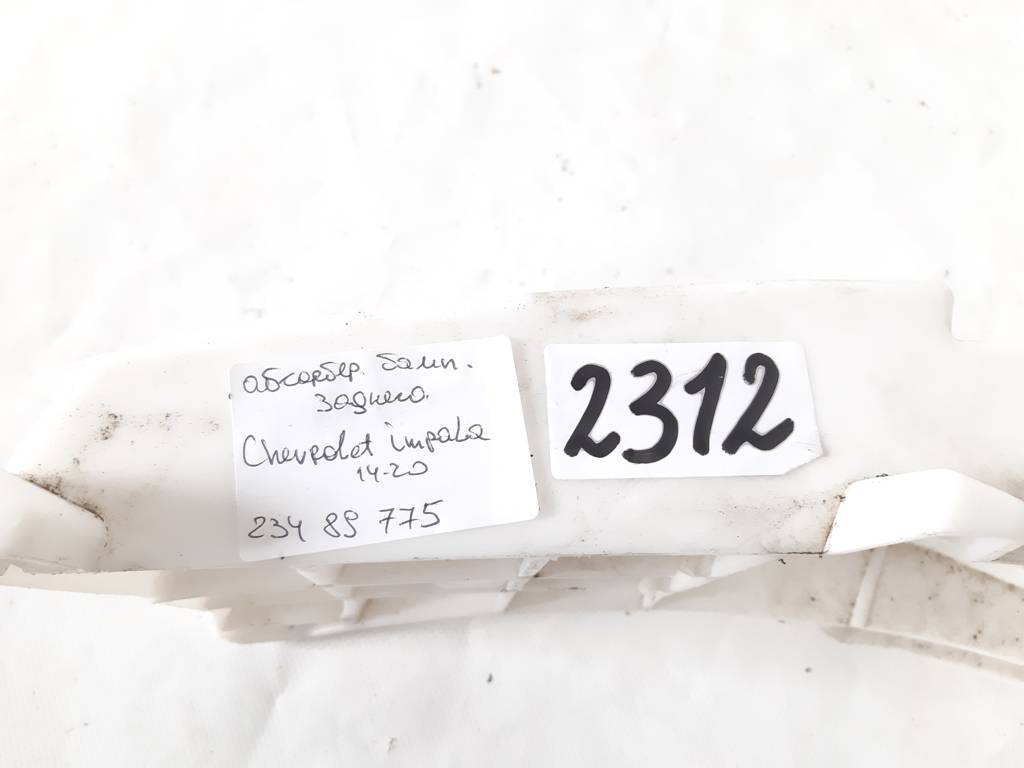 абсорбер. бамп.
заднего.
Chevrolet impala
14-20
234 89 775
2312